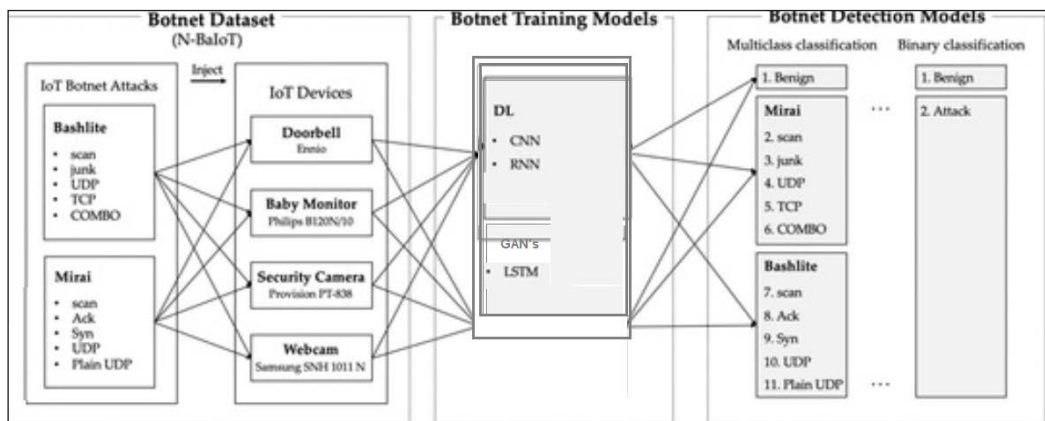 Botnet Dataset
(N-BaIoT)
IoT Botnet Attacks
Inject
IoT Devices
Bashlite
• scan
• junk
• UDP
• TCP
• COMBO
Mirai
• scan
• Ack
• Syn
• UDP
• Plain UDP
Doorbell
Ennio
Baby Monitor
Philips B120N/10
Security Camera
Provision PT-838
Webcam
Samsung SNH 1011 N
Botnet Training Models
DL
• CNN
• RNN
GAN's
• LSTM
Botnet Detection Models
Multiclass classification
Binary classification
1. Benign
Mirai
2. scan
3. junk
4. UDP
5. TCP
6. COMBO
Bashlite
7. scan
8. Ack
9. Syn
10. UDP
11. Plain UDP
...
...
1. Benign
2. Attack